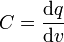 C = dq/dv